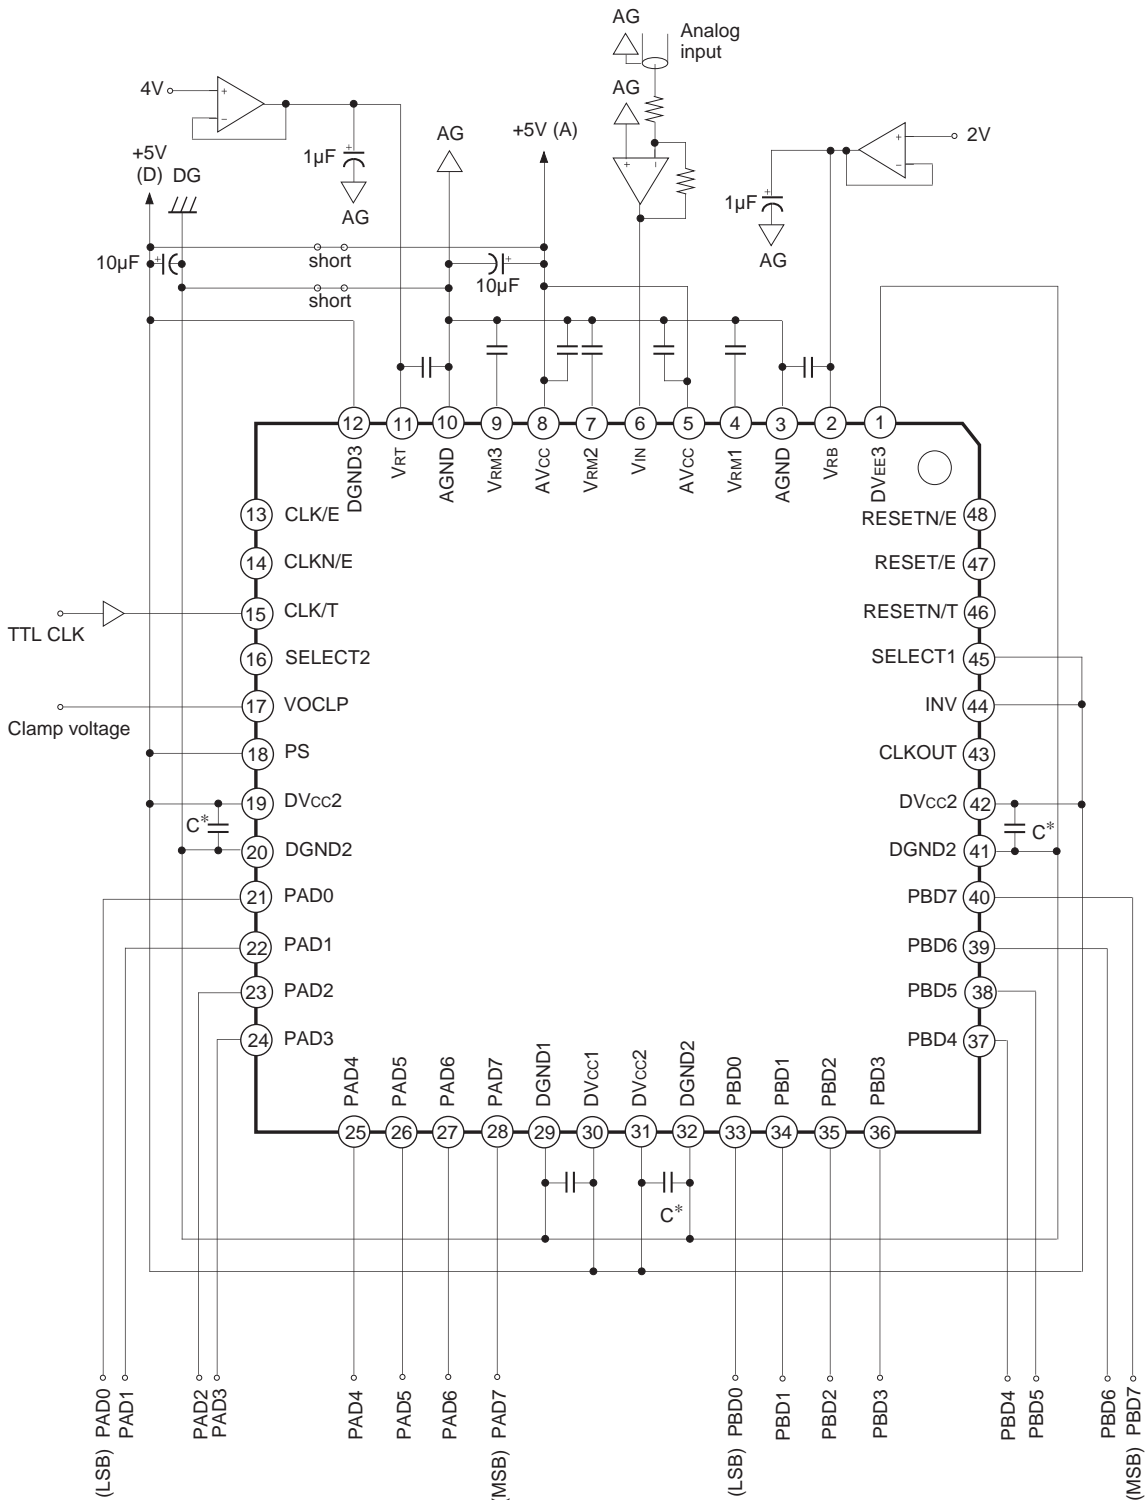 AG
Analog
input
4V
AG
+5V (A)
AG
2V
+5V
(D)
DG
1µF
AG
1µF
AG
10µF
short
10µF
short
12
11
10
9
8
7
6
5
4
3
2
1
DGND3
VRT
AGND
VRM3
AVCC
VRM2
VIN
AVCC
VRM1
AGND
VRB
DVEE3
13 CLK/E
14 CLKN/E
15 CLK/T
TTL CLK
16 SELECT2
17 VOCLP
Clamp voltage
18 PS
19 DVCC2
C*
20 DGND2
21 PAD0
22 PAD1
23 PAD2
24 PAD3
RESETN/E 48
RESET/E 47
RESETN/T 46
SELECT1 45
INV 44
CLKOUT 43
DVCC2 42
C*
DGND2 41
PBD7 40
PBD6 39
PBD5 38
PBD4 37
PAD4
PAD5
PAD6
PAD7
DGND1
DVCC1
DVCC2
DGND2
PBD0
PBD1
PBD2
PBD3
25
26
27
28
29
30
31
32
33
34
35
36
C*
(LSB) PAD0
PAD1
PAD2
PAD3
PAD4
PAD5
PAD6
(MSB) PAD7
(LSB) PBD0
PBD1
PBD2
PBD3
PBD4
PBD5
PBD6
(MSB) PBD7